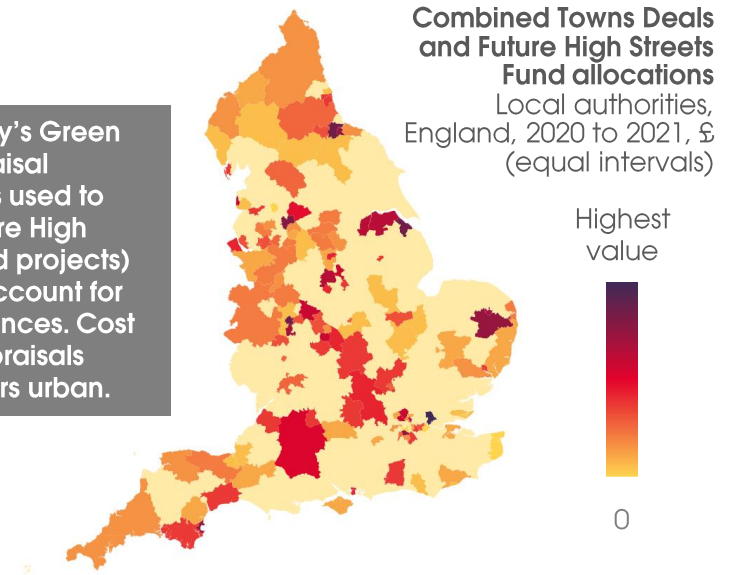 Combined Towns Deals
and Future High Streets
Fund allocations
Local authorities,
England, 2020 to 2021, £
(equal intervals)
Highest
value
0
y's Green
aisal
s used to
re High
d projects)
ccount for
nces. Cost
praisals
rs urban.